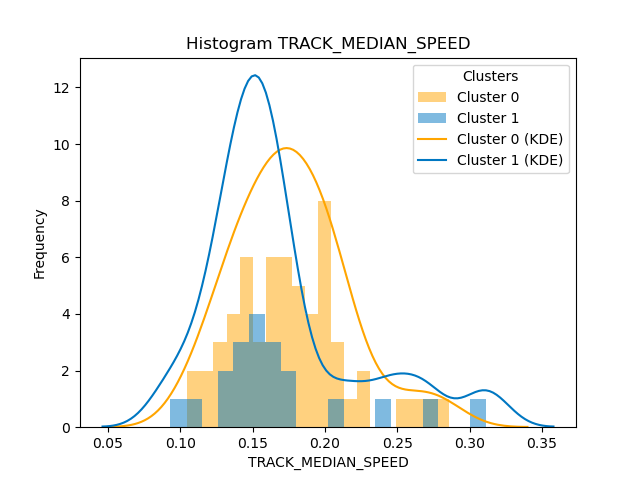 Histogram TRACK_MEDIAN_SPEED
Clusters
Cluster 0
Cluster 1
Cluster 0 (KDE)
Cluster 1 (KDE)
Frequency
12
10
8
6
4
2
0
0.05 0.10 0.15 0.20 0.25 0.30 0.35
TRACK_MEDIAN_SPEED